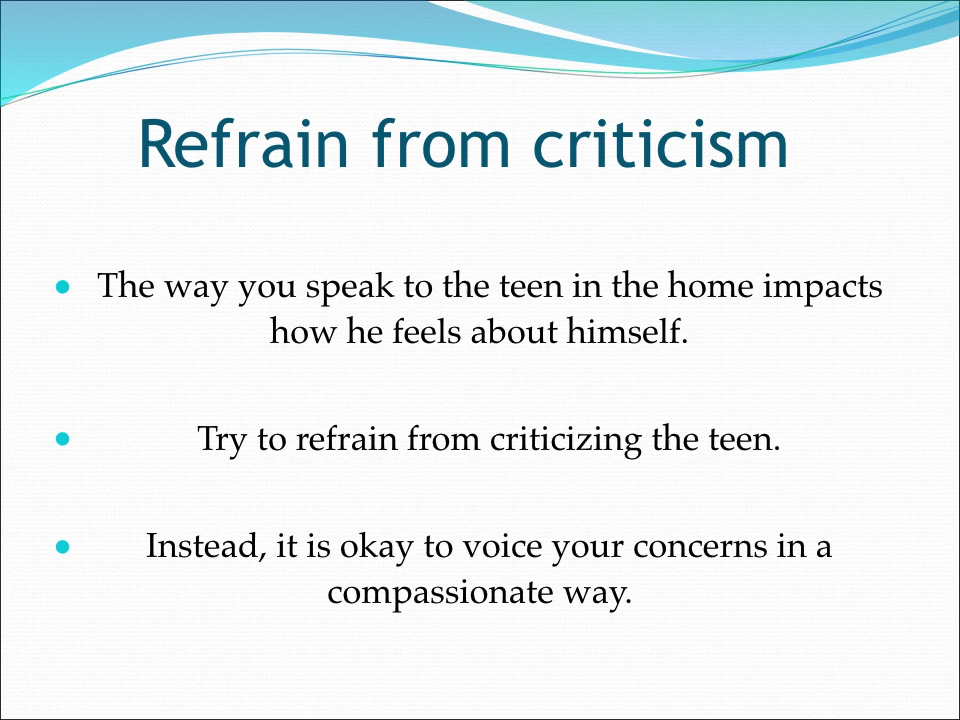 Refrain from criticism
• The way you speak to the teen in the home impacts
how he feels about himself.
• Try to refrain from criticizing the teen.
• Instead, it is okay to voice your concerns in a
compassionate way.